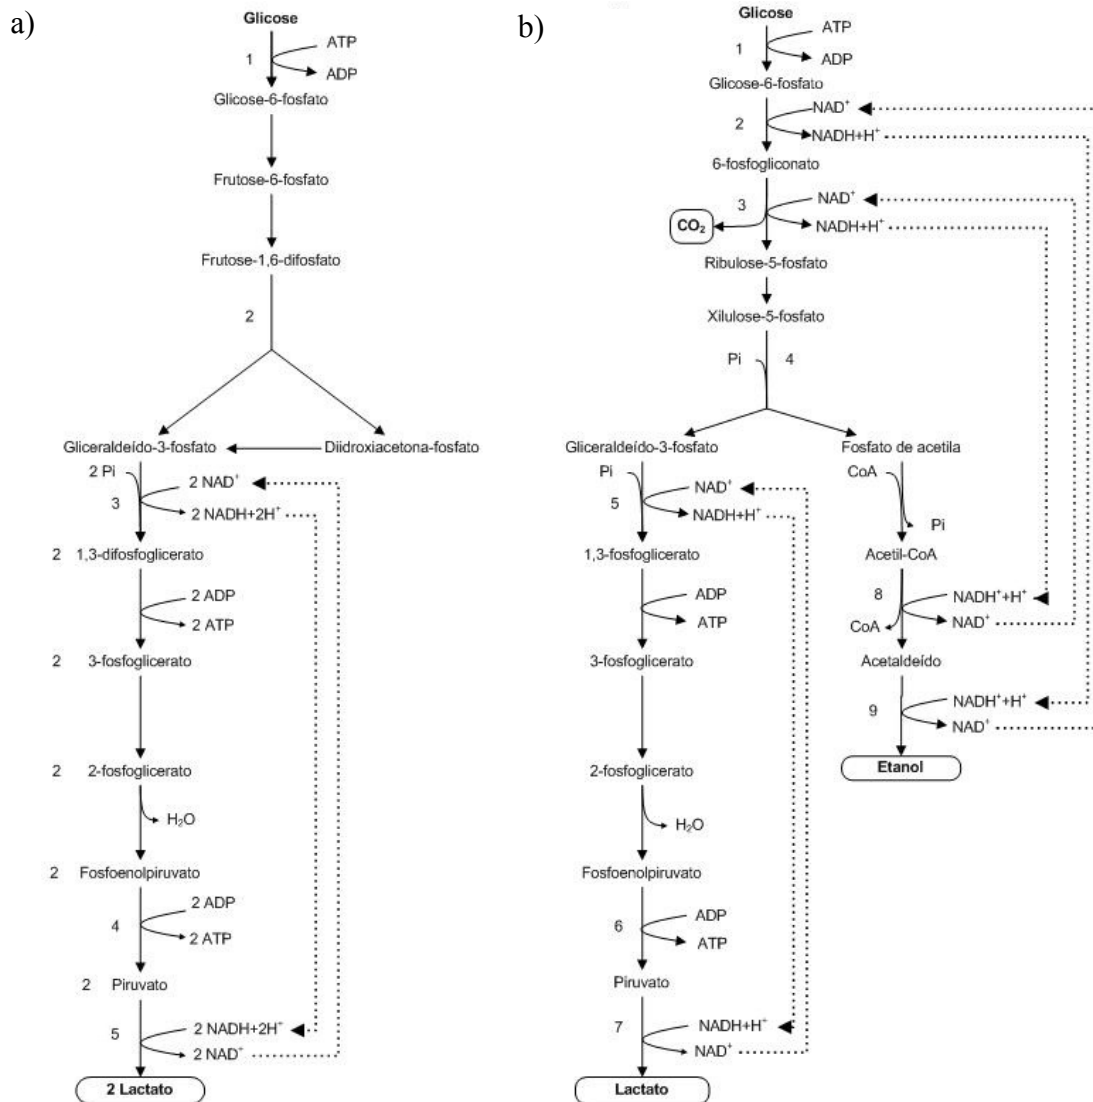 a)
Glicose
1
ATP
ADP
Glicose-6-fosfato
Frutose-6-fosfato
Frutose-1,6-difosfato
2
Gliceraldeído-3-fosfato
Diidroxiacetona-fosfato
2 Pi
2 NAD⁺
3
2 NADH+2H⁺
2 1,3-difosfoglicerato
2 ADP
2 ATP
2 3-fosfoglicerato
2 2-fosfoglicerato
H₂O
2 Fosfoenolpiruvato
2 ADP
4
2 ATP
2 Piruvato
2 NADH+2H⁺
5
2 NAD⁺
2 Lactato
b)
Glicose
ATP
1
ADP
Glicose-6-fosfato
NAD⁺
2
NADH+H⁺
6-fosfogliconato
NAD⁺
3
CO₂
NADH+H⁺
Ribulose-5-fosfato
Xilulose-5-fosfato
Pi
4
Gliceraldeído-3-fosfato
Pi
NAD⁺
5
NADH+H⁺
1,3-fosfoglicerato
ADP
ATP
3-fosfoglicerato
2-fosfoglicerato
H₂O
Fosfoenolpiruvato
ADP
6
ATP
Piruvato
NADH+H⁺
7
NAD⁺
Lactato
Fosfato de acetila
CoA
Pi
Acetil-CoA
8
NADH⁺+H⁺
CoA
NAD⁺
Acetaldeído
NADH⁺+H⁺
9
NAD⁺
Etanol